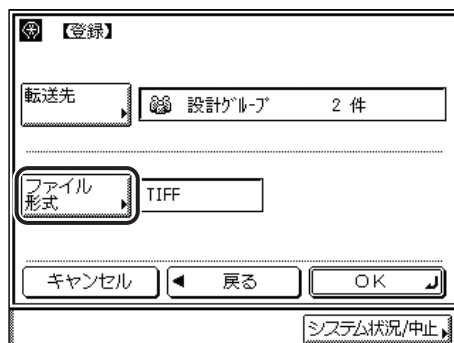 【登録】
転送先
設計ｸﾞﾙｰﾌﾟ 2 件
ファイル
形式
TIFF
キャンセル
戻る
OK
システム状況/中止